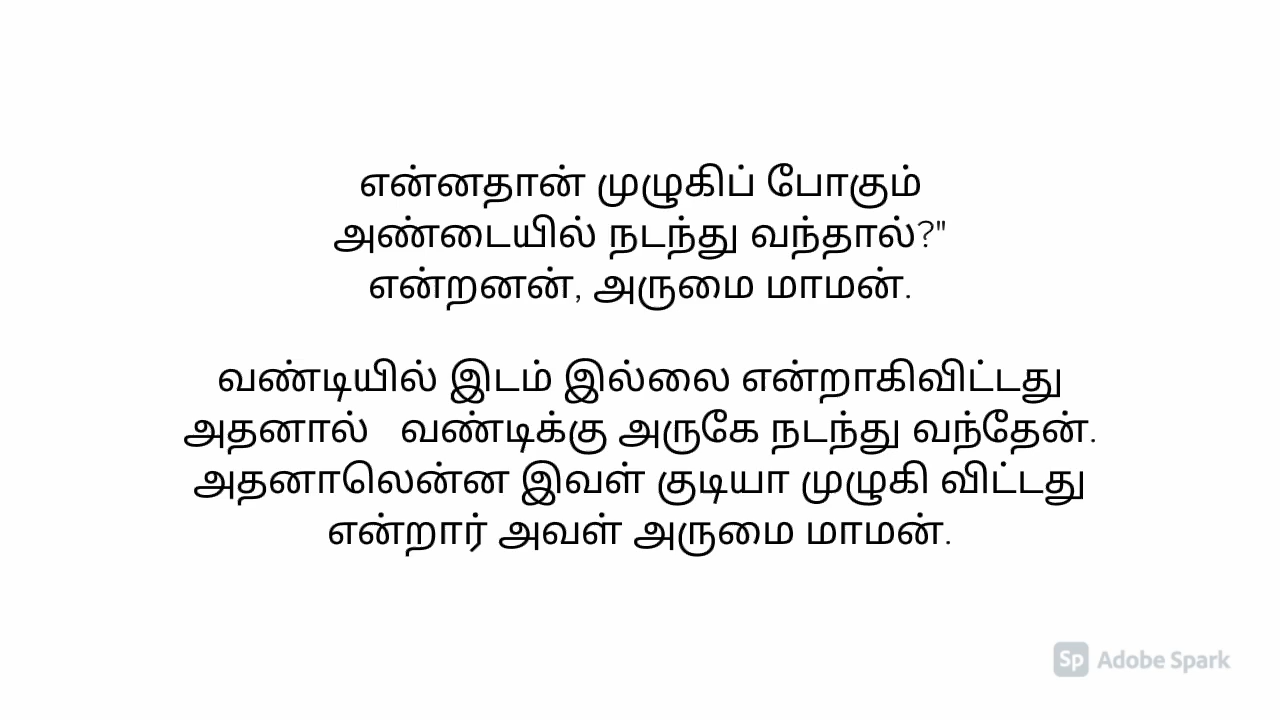 என்னதான் முழுகிப் போகும்
அண்டையில் நடந்து வந்தால்?"
என்றனன், அருமை மாமன்.
வண்டியில் இடம் இல்லை என்றாகிவிட்டது
அதனால் வண்டிக்கு அருகே நடந்து வந்தேன்.
அதனாலென்ன இவள் குடியா முழுகி விட்டது
என்றார் அவள் அருமை மாமன்.
Sp Adobe Spark